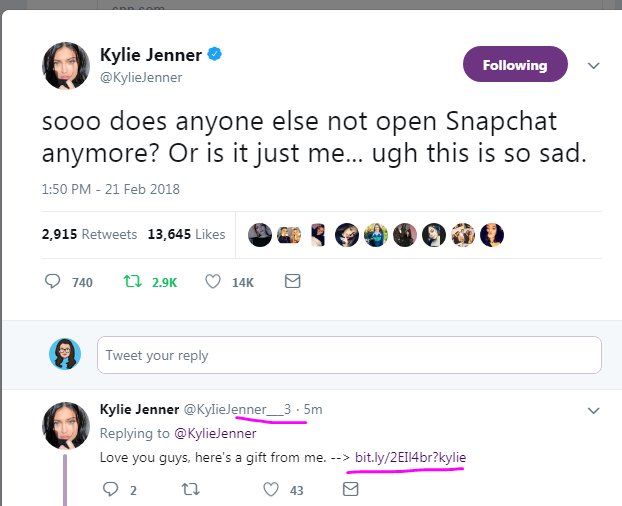 Kylie Jenner
@KylieJenner
Following
sooo does anyone else not open Snapchat
anymore? Or is it just me... ugh this is so sad.
1:50 PM - 21 Feb 2018
2,915 Retweets 13,645 Likes
740 2.9K 14K
Tweet your reply
Kylie Jenner @KylieJenner___3 · 5m
Replying to @KylieJenner
Love you guys, here's a gift from me. --> bit.ly/2EIl4br?kylie
2 43